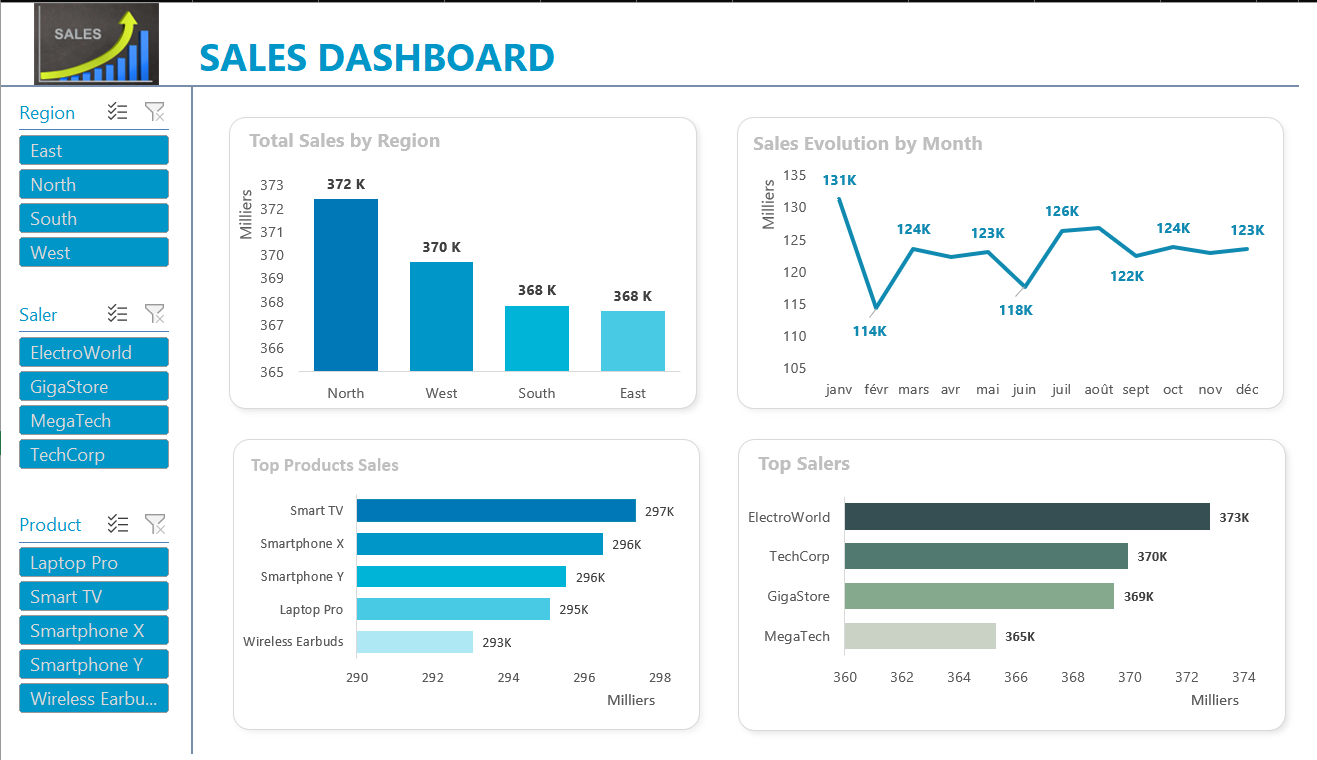 SALES
SALES DASHBOARD
Region
East
North
South
West
Saler
ElectroWorld
GigaStore
MegaTech
TechCorp
Product
Laptop Pro
Smart TV
Smartphone X
Smartphone Y
Wireless Earbu...
Total Sales by Region
Milliers
373
372
371
370
369
368
367
366
365
372 K
370 K
368 K
368 K
North West South East
Sales Evolution by Month
Milliers
135
130
125
120
115
110
105
131K
114K
124K
123K
118K
126K
122K
124K
123K
janv févr mars avr mai juin juil août sept oct nov déc
Top Products Sales
Smart TV 297K
Smartphone X 296K
Smartphone Y 296K
Laptop Pro 295K
Wireless Earbuds 293K
290 292 294 296 298
Milliers
Top Salers
ElectroWorld 373K
TechCorp 370K
GigaStore 369K
MegaTech 365K
360 362 364 366 368 370 372 374
Milliers